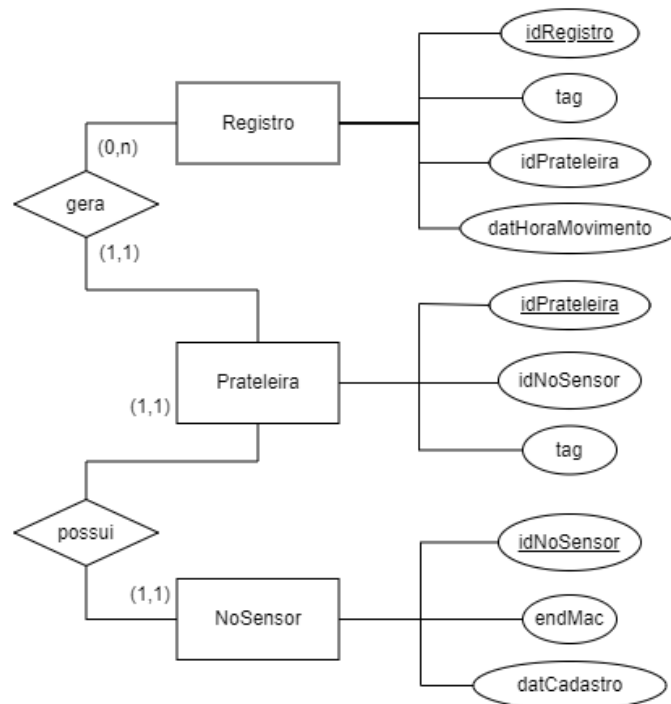 idRegistro
Registro
tag
(0,n)
idPrateleira
gera
datHoraMovimento
(1,1)
idPrateleira
Prateleira
idNoSensor
(1,1)
tag
possui
idNoSensor
(1,1)
NoSensor
endMac
datCadastro